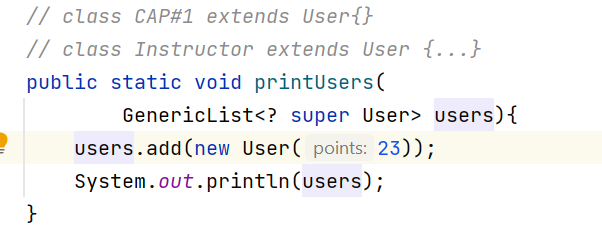 // class CAP#1 extends User{}
// class Instructor extends User {...}
public static void printUsers(
GenericList<? super User> users){
users.add(new User( points: 23));
System.out.println(users);
}